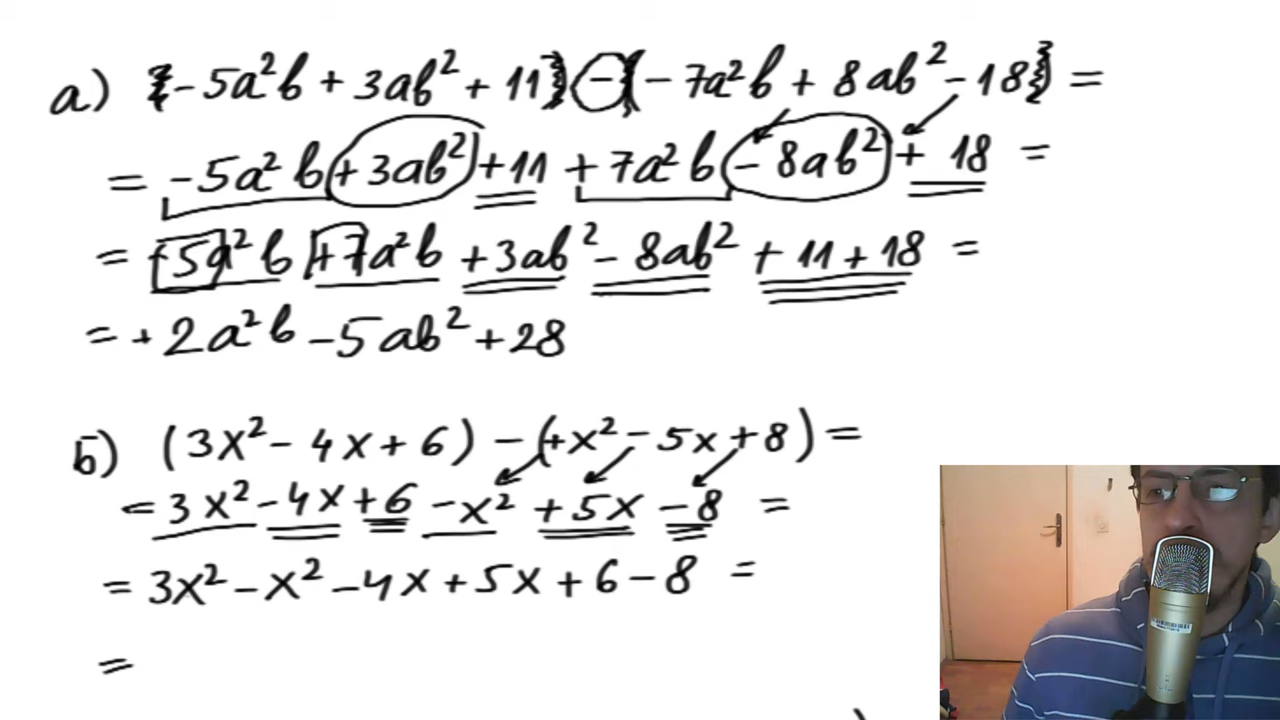 а) {-5a²b + 3ab² + 11} - {-7a²b + 8ab² - 18} =
= -5a²b + 3ab² + 11 + 7a²b - 8ab² + 18 =
= -5a²b + 7a²b + 3ab² - 8ab² + 11 + 18 =
= +2a²b - 5ab² + 28
б) (3x² - 4x + 6) - (+x² - 5x + 8) =
= 3x² - 4x + 6 - x² + 5x - 8 =
= 3x² - x² - 4x + 5x + 6 - 8 =
=